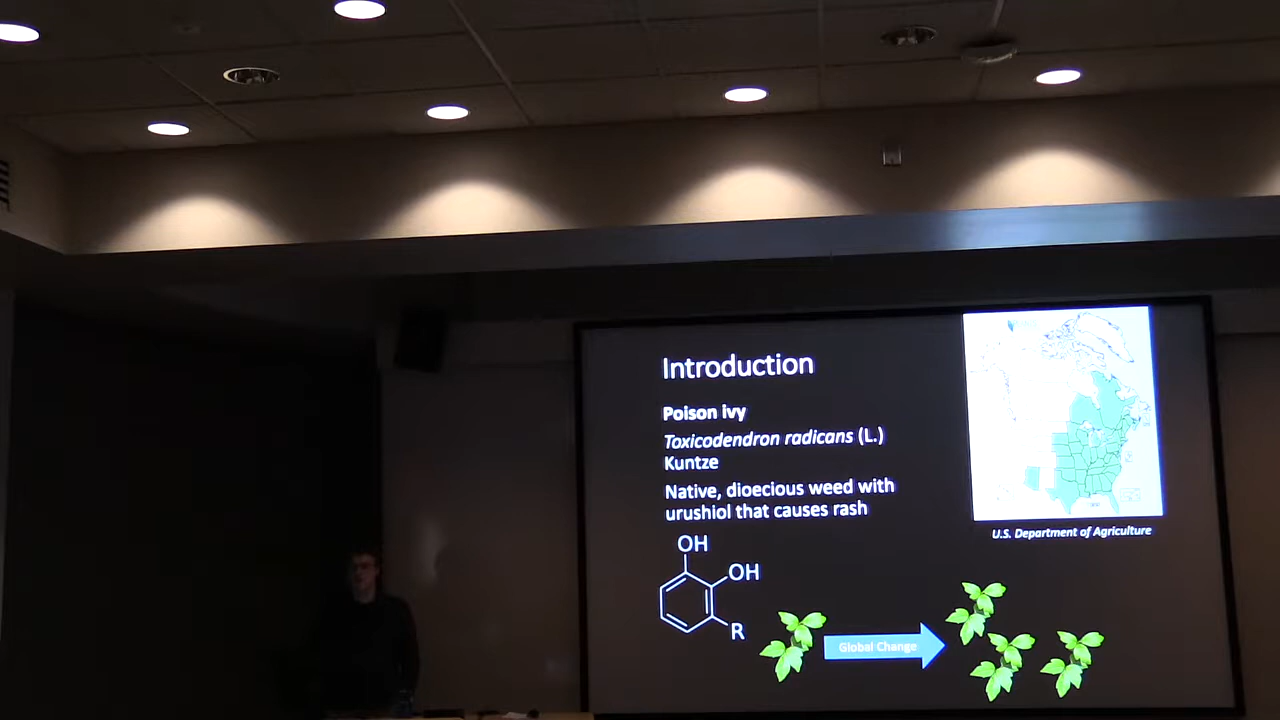 Introduction
Poison ivy
Toxicodendron radicans (L.)
Kuntze
Native, dioecious weed with
urushiol that causes rash
U.S. Department of Agriculture
OH
OH
R
Global Change